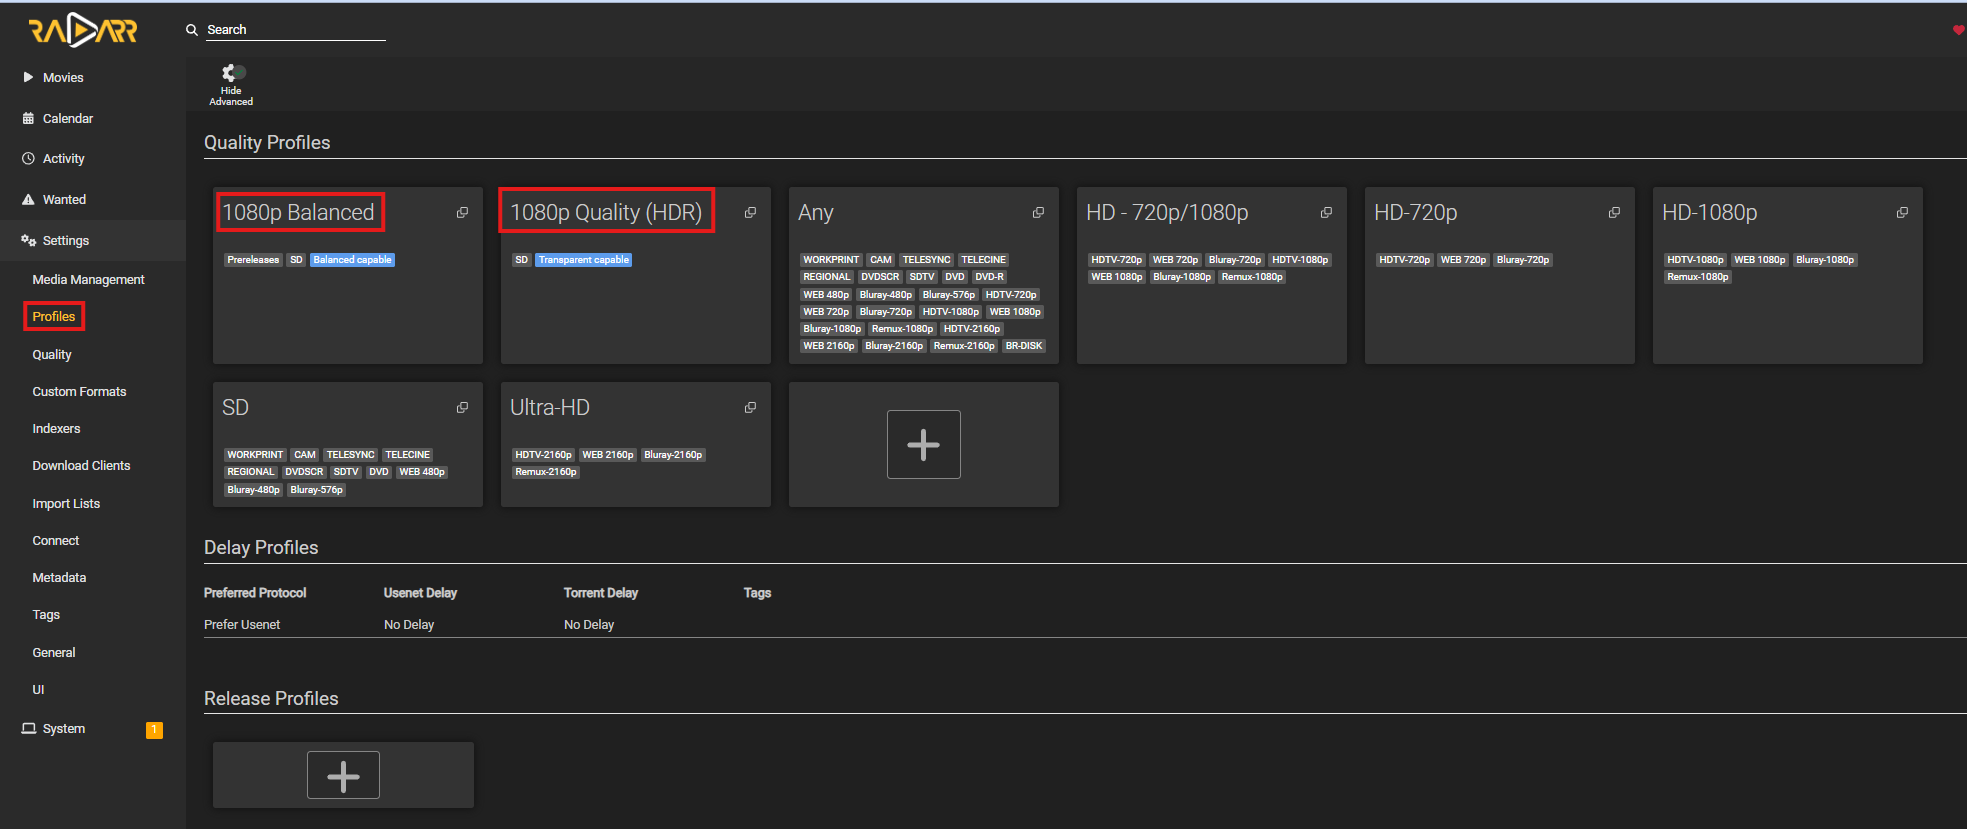 RADARR
Search
Movies
Calendar
Activity
Wanted
Settings
Media Management
Profiles
Quality
Custom Formats
Indexers
Download Clients
Import Lists
Connect
Metadata
Tags
General
UI
System 1
Hide
Advanced
Quality Profiles
1080p Balanced
Prereleases SD Balanced capable
1080p Quality (HDR)
SD Transparent capable
Any
WORKPRINT CAM TELESYNC TELECINE
REGIONAL DVDSCR SDTV DVD DVD-R
WEB 480p Bluray-480p Bluray-576p HDTV-720p
WEB 720p Bluray-720p HDTV-1080p WEB 1080p
Bluray-1080p Remux-1080p HDTV-2160p
WEB 2160p Bluray-2160p Remux-2160p BR-DISK
HD - 720p/1080p
HDTV-720p WEB 720p Bluray-720p HDTV-1080p
WEB 1080p Bluray-1080p Remux-1080p
HD-720p
HDTV-720p WEB 720p Bluray-720p
HD-1080p
HDTV-1080p WEB 1080p Bluray-1080p
Remux-1080p
SD
WORKPRINT CAM TELESYNC TELECINE
REGIONAL DVDSCR SDTV DVD WEB 480p
Bluray-480p Bluray-576p
Ultra-HD
HDTV-2160p WEB 2160p Bluray-2160p
Remux-2160p
Delay Profiles
Preferred Protocol Usenet Delay Torrent Delay Tags
Prefer Usenet No Delay No Delay
Release Profiles